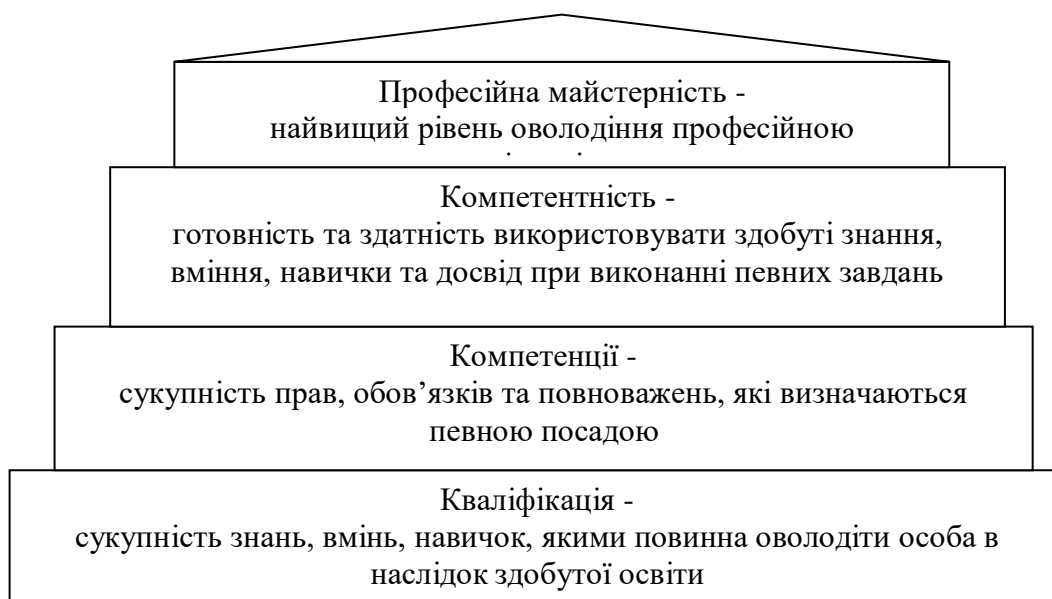 Професійна майстерність -
найвищий рівень оволодіння професійною
Компетентність -
готовність та здатність використовувати здобуті знання,
вміння, навички та досвід при виконанні певних завдань
Компетенції -
сукупність прав, обов’язків та повноважень, які визначаються
певною посадою
Кваліфікація -
сукупність знань, вмінь, навичок, якими повинна оволодіти особа в
наслідок здобутої освіти